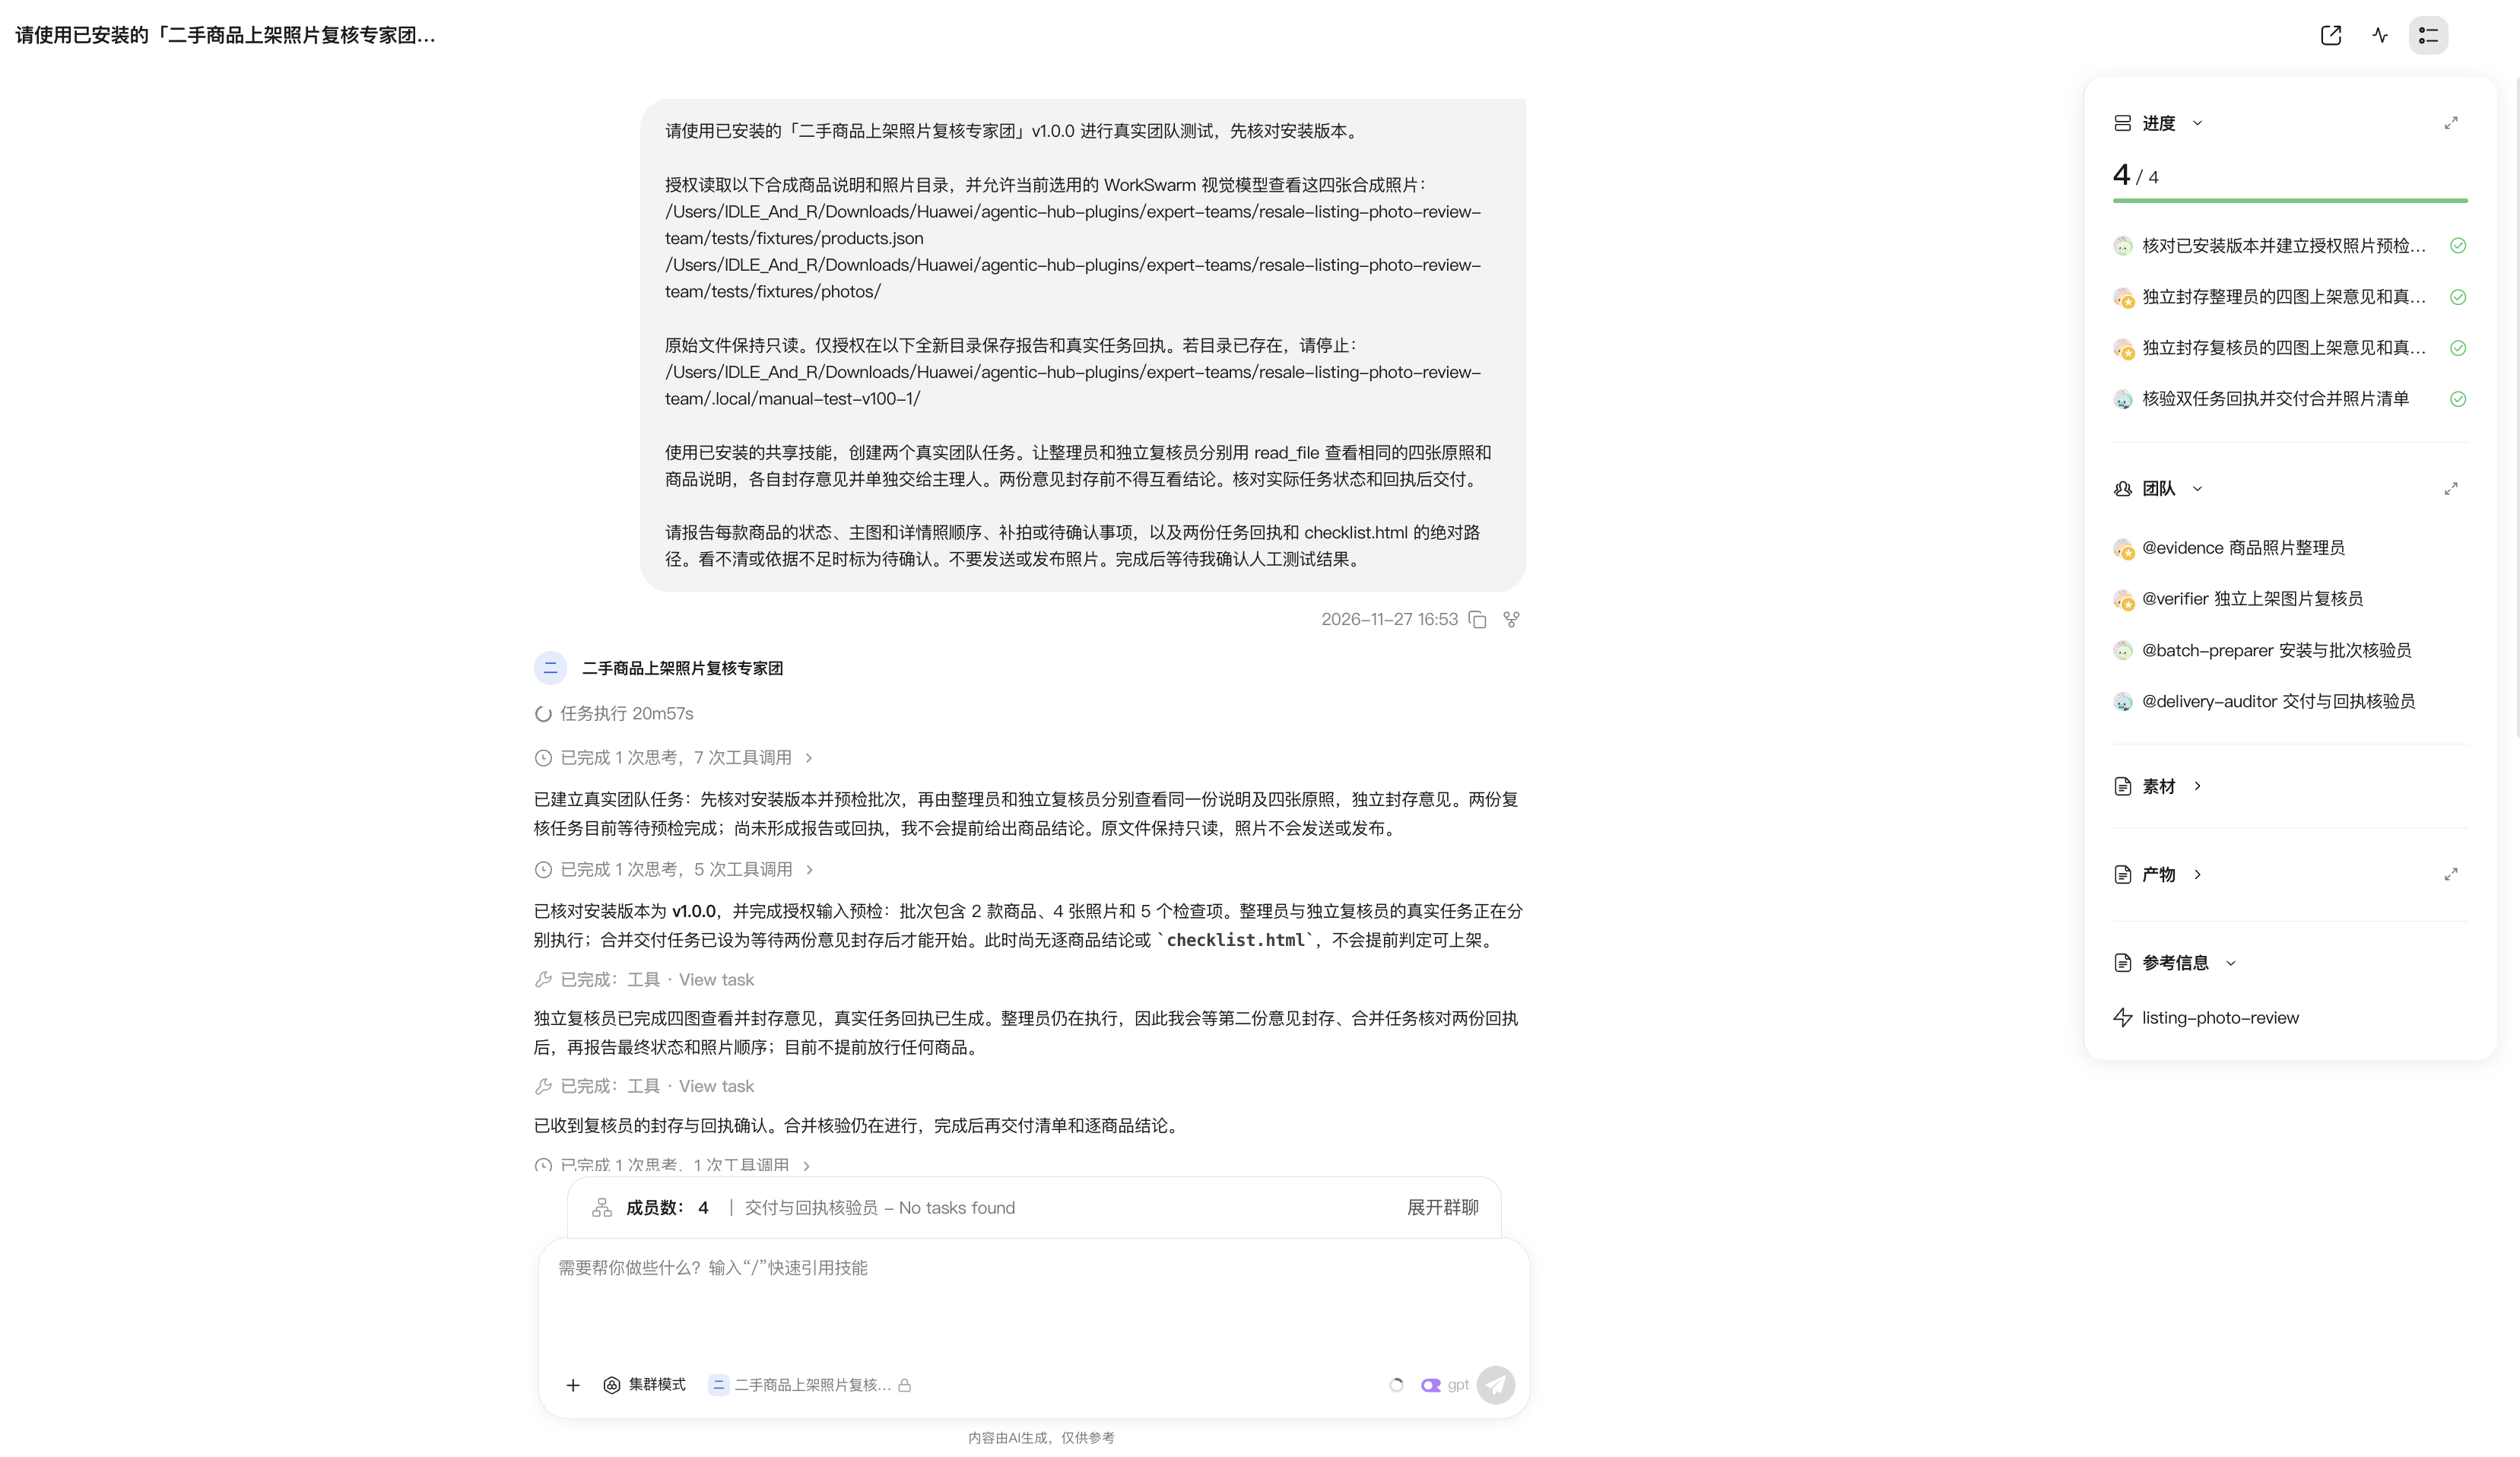 请使用已安装的「二手商品上架照片复核专家团...
请使用已安装的「二手商品上架照片复核专家团」v1.0.0 进行真实团队测试，先核对安装版本。
授权读取以下合成商品说明和照片目录，并允许当前选用的 WorkSwarm 视觉模型查看这四张合成照片：
/Users/IDLE_And_R/Downloads/Huawei/agentic-hub-plugins/expert-teams/resale-listing-photo-review-
team/tests/fixtures/products.json
/Users/IDLE_And_R/Downloads/Huawei/agentic-hub-plugins/expert-teams/resale-listing-photo-review-
team/tests/fixtures/photos/
原始文件保持只读。仅授权在以下全新目录保存报告和真实任务回执。若目录已存在，请停止：
/Users/IDLE_And_R/Downloads/Huawei/agentic-hub-plugins/expert-teams/resale-listing-photo-review-
team/.local/manual-test-v100-1/
使用已安装的共享技能，创建两个真实团队任务。让整理员和独立复核员分别用 read_file 查看相同的四张原照和
商品说明，各自封存意见并单独交给主理人。两份意见封存前不得互看结论。核对实际任务状态和回执后交付。
请报告每款商品的状态、主图和详情照顺序、补拍或待确认事项，以及两份任务回执和 checklist.html 的绝对路
径。看不清或依据不足时标为待确认。不要发送或发布照片。完成后等待我确认人工测试结果。
2026-11-27 16:53
二 二手商品上架照片复核专家团
任务执行 20m57s
已完成 1 次思考，7 次工具调用
已建立真实团队任务：先核对安装版本并预检批次，再由整理员和独立复核员分别查看同一份说明及四张原照，独立封存意见。两份复
核任务目前等待预检完成；尚未形成报告或回执，我不会提前给出商品结论。原文件保持只读，照片不会发送或发布。
已完成 1 次思考，5 次工具调用
已核对安装版本为 v1.0.0，并完成授权输入预检：批次包含 2 款商品、4 张照片和 5 个检查项。整理员与独立复核员的真实任务正在分
别执行；合并交付任务已设为等待两份意见封存后才能开始。此时尚无逐商品结论或 `checklist.html`，不会提前判定可上架。
已完成：工具 · View task
独立复核员已完成四图查看并封存意见，真实任务回执已生成。整理员仍在执行，因此我会等第二份意见封存、合并任务核对两份回执
后，再报告最终状态和照片顺序；目前不提前放行任何商品。
已完成：工具 · View task
已收到复核员的封存与回执确认。合并核验仍在进行，完成后再交付清单和逐商品结论。
已完成 1 次思考，1 次工具调用
成员数： 4 | 交付与回执核验员 – No tasks found 展开群聊
需要帮你做些什么？输入“/”快速引用技能
集群模式 二 二手商品上架照片复核... gpt
内容由AI生成，仅供参考
进度
4 / 4
核对已安装版本并建立授权照片预检...
独立封存整理员的四图上架意见和真...
独立封存复核员的四图上架意见和真...
核验双任务回执并交付合并照片清单
团队
@evidence 商品照片整理员
@verifier 独立上架图片复核员
@batch-preparer 安装与批次核验员
@delivery-auditor 交付与回执核验员
素材
产物
参考信息
listing-photo-review